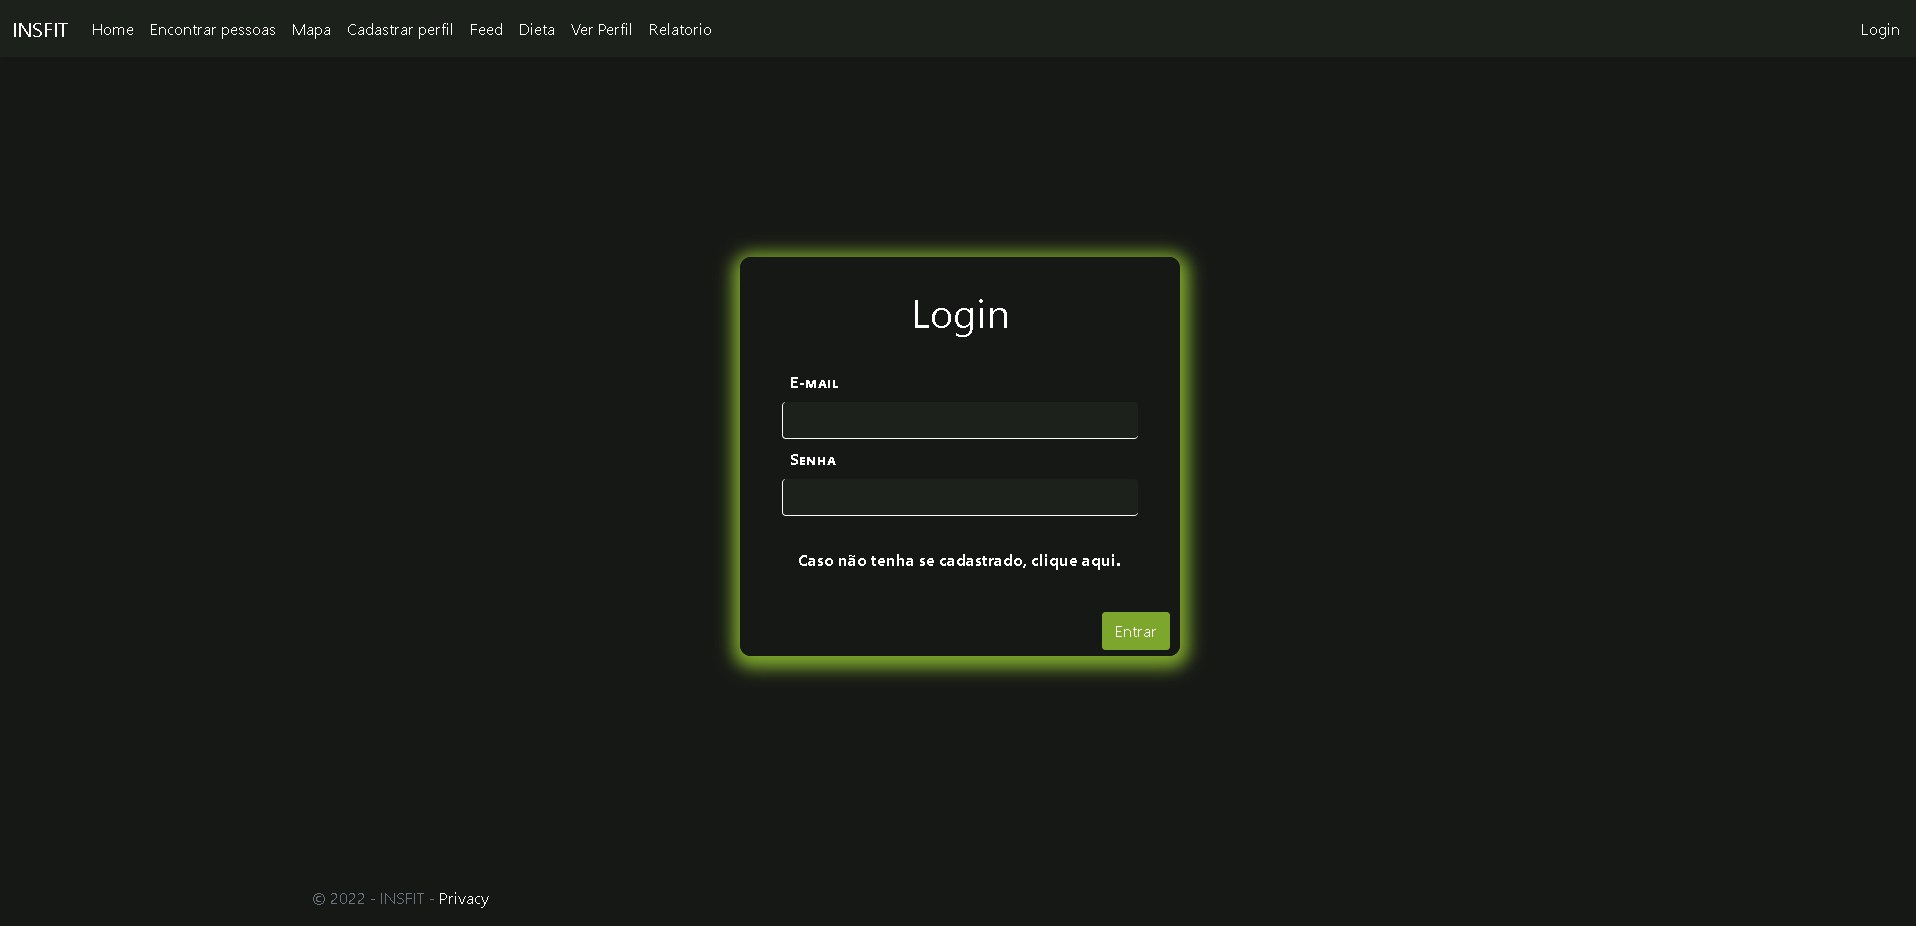 INSFIT Home Encontrar pessoas Mapa Cadastrar perfil Feed Dieta Ver Perfil Relatorio Login
Login
E-mail
Senha
Caso não tenha se cadastrado, clique aqui.
Entrar
© 2022 - INSFIT - Privacy